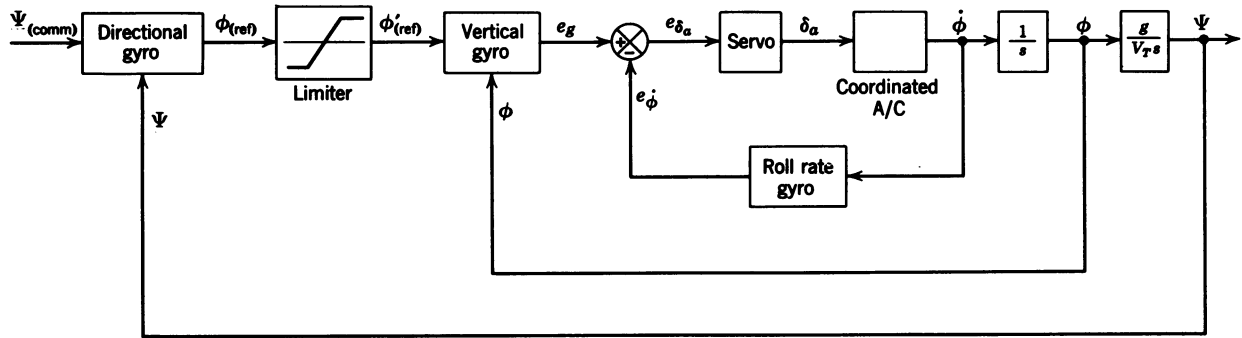 Ψ(comm)
Directional
gyro
ϕ(ref)
Limiter
ϕ′(ref)
Vertical
gyro
e_g
+
−
e_δₐ
Servo
δₐ
Coordinated
A/C
ϕ̇
1/s
ϕ
g/(V_T s)
Ψ
Ψ
ϕ
e_ϕ̇
Roll rate
gyro